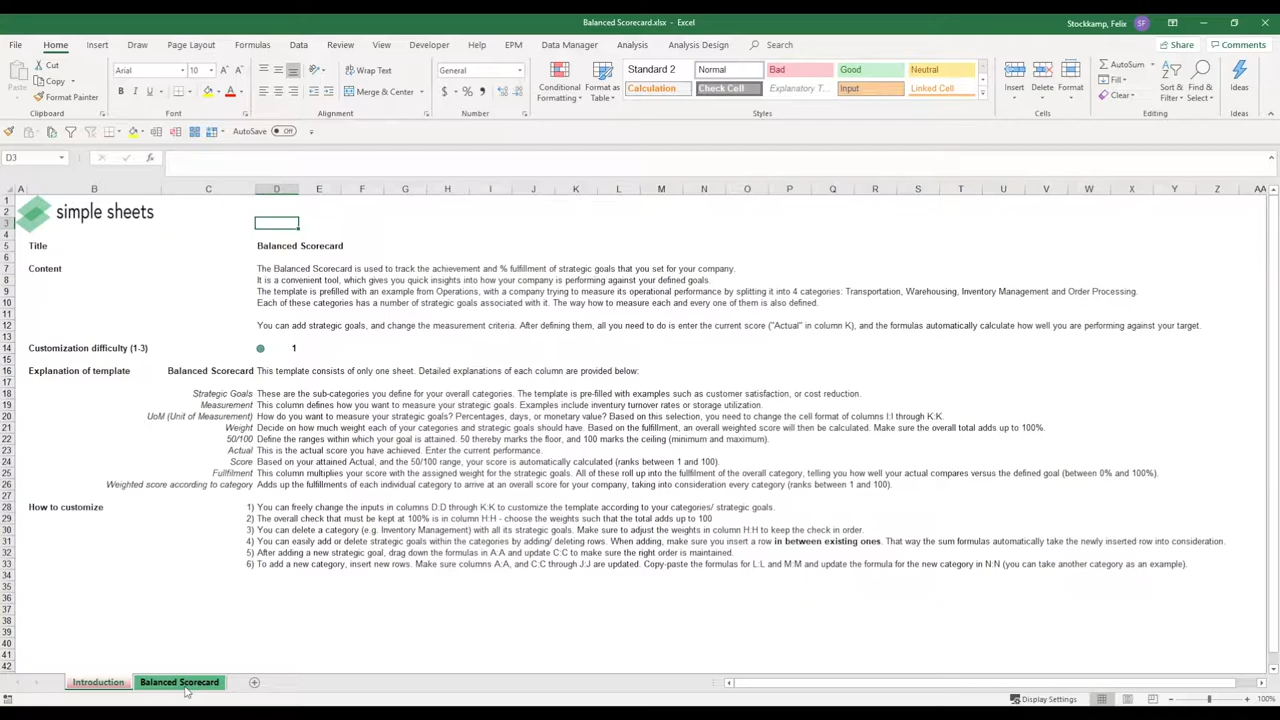 Balanced Scorecard.xlsx - Excel
Stockkamp, Felix SF
File Home Insert Draw Page Layout Formulas Data Review View Developer Help EPM Data Manager Analysis Analysis Design Search Share Comments
Cut
Copy
Format Painter
Paste
Clipboard
Arial 10
B I U
Font
Wrap Text
Merge & Center
Alignment
General
$ %
Number
Conditional Formatting
Format as Table
Standard 2 Normal Bad Good Neutral
Calculation Check Cell Explanatory T... Input Linked Cell
Styles
Insert Delete Format
Cells
AutoSum
Fill
Clear
Sort & Filter
Find & Select
Editing
Ideas
Ideas
AutoSave Off
D3
fx
A B C D E F G H I J K L M N O P Q R S T U V W X Y Z AA
simple sheets
Title Balanced Scorecard
Content The Balanced Scorecard is used to track the achievement and % fulfillment of strategic goals that you set for your company.
It is a convenient tool, which gives you quick insights into how your company is performing against your defined goals.
The template is prefilled with an example from Operations, with a company trying to measure its operational performance by splitting it into 4 categories: Transportation, Warehousing, Inventory Management and Order Processing.
Each of these categories has a number of strategic goals associated with it. The way how to measure each and every one of them is also defined.
You can add strategic goals, and change the measurement criteria. After defining them, all you need to do is enter the current score ("Actual" in column K), and the formulas automatically calculate how well you are performing against your target.
Customization difficulty (1-3) 1
Explanation of template Balanced Scorecard This template consists of only one sheet. Detailed explanations of each column are provided below:
Strategic Goals These are the sub-categories you define for your overall categories. The template is pre-filled with examples such as customer satisfaction, or cost reduction.
Measurement This column defines how you want to measure your strategic goals. Examples include inventory turnover rates or storage utilization.
UoM (Unit of Measurement) How do you want to measure your strategic goals? Percentages, days, or monetary value? Based on this selection, you need to change the cell format of columns I:I through K:K.
Weight Decide on how much weight each of your categories and strategic goals should have. Based on the fulfillment, an overall weighted score will then be calculated. Make sure the overall total adds up to 100%.
50/100 Define the ranges within which your goal is attained. 50 thereby marks the floor, and 100 marks the ceiling (minimum and maximum).
Actual This is the actual score you have achieved. Enter the current performance.
Score Based on your attained Actual, and the 50/100 range, your score is automatically calculated (ranks between 1 and 100).
Fulfilment This column multiplies your score with the assigned weight for the strategic goals. All of these roll up into the fulfillment of the overall category, telling you how well your actual compares versus the defined goal (between 0% and 100%).
Weighted score according to category Adds up the fulfillments of each individual category to arrive at an overall score for your company, taking into consideration every category (ranks between 1 and 100).
How to customize 1) You can freely change the inputs in columns D:D through K:K to customize the template according to your categories/ strategic goals.
2) The overall check that must be kept at 100% is in column H:H - choose the weights such that the total adds up to 100
3) You can delete a category (e.g. Inventory Management) with all its strategic goals. Make sure to adjust the weights in column H:H to keep the check in order.
4) You can easily add or delete strategic goals within the categories by adding/ deleting rows. When adding, make sure you insert a row in between existing ones. That way the sum formulas automatically take the newly inserted row into consideration.
5) After adding a new strategic goal, drag down the formulas in A:A and update C:C to make sure the right order is maintained.
6) To add a new category, insert new rows. Make sure columns A:A, and C:C through J:J are updated. Copy-paste the formulas for L:L and M:M and update the formula for the new category in N:N (you can take another category as an example).
Introduction Balanced Scorecard
Display Settings 100%